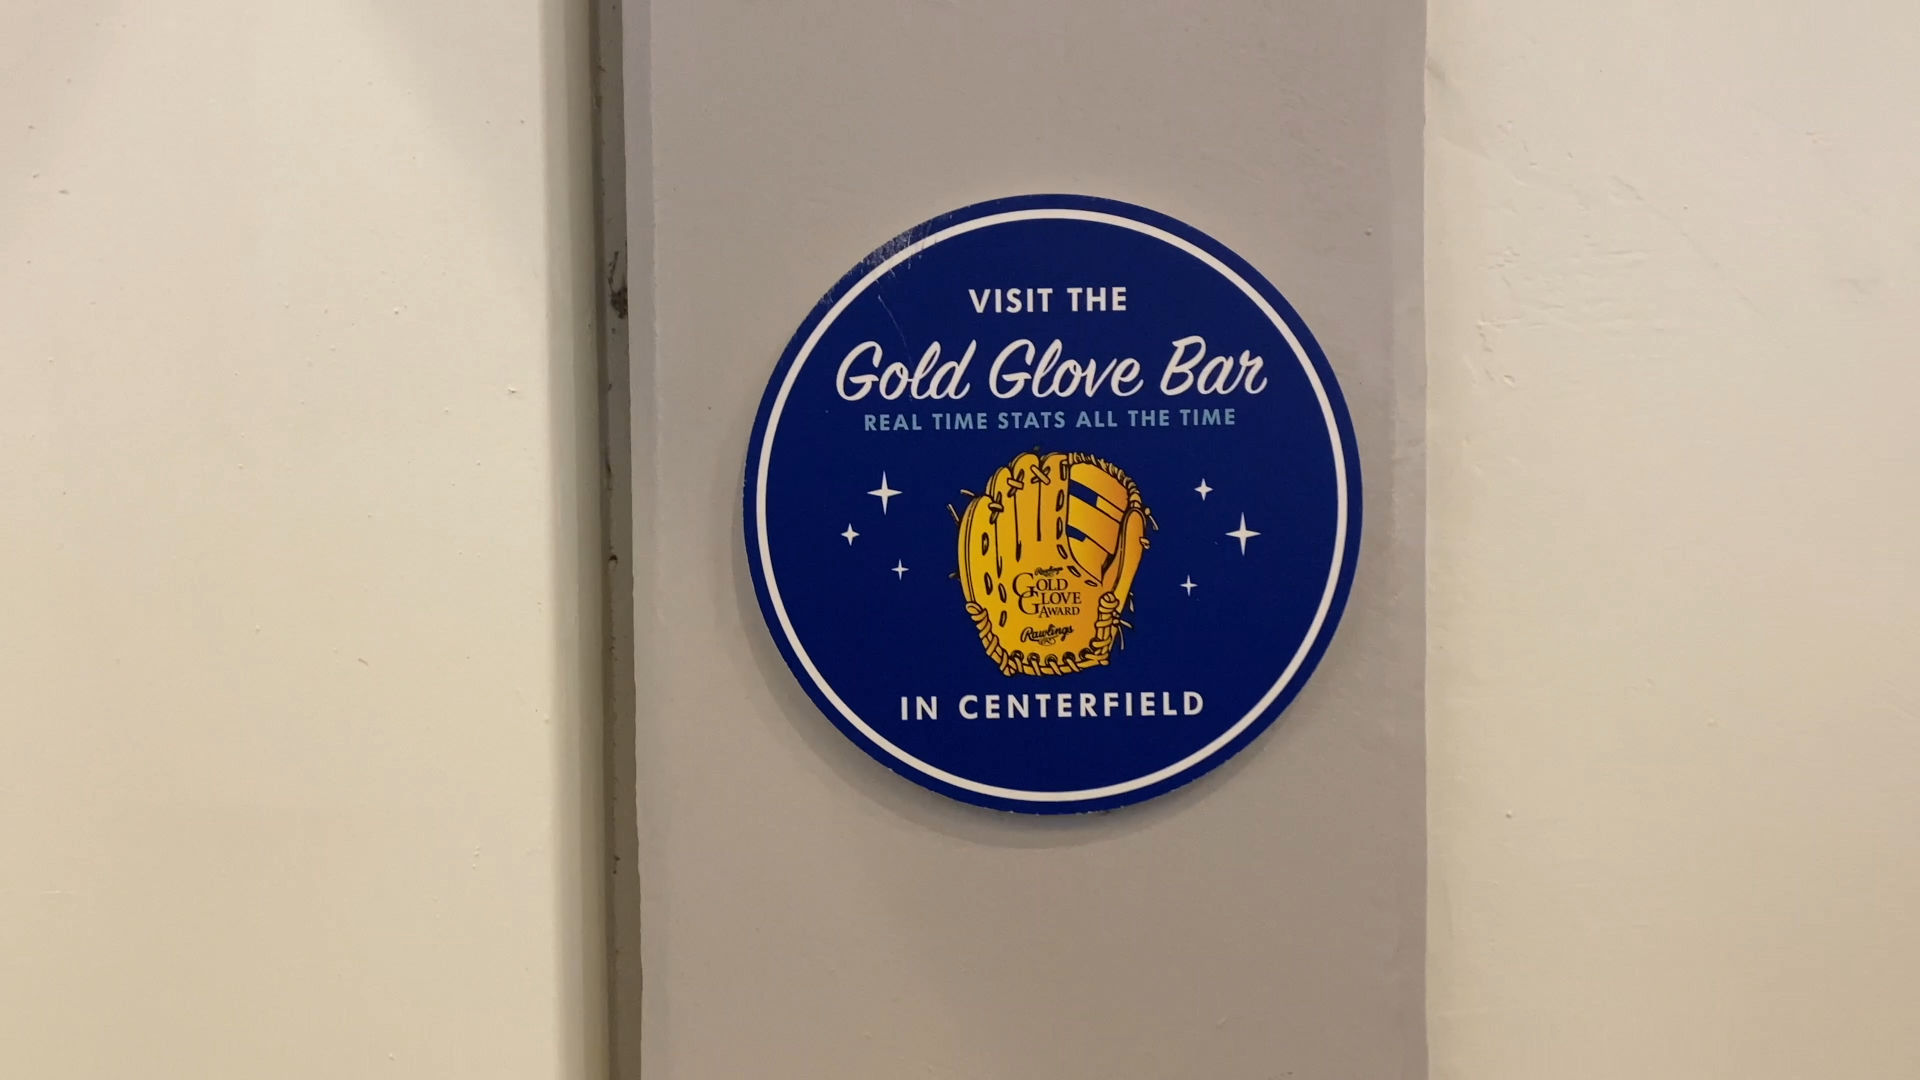 VISIT THE
Gold Glove Bar
REAL TIME STATS ALL THE TIME
Rawlings
GOLD
GLOVE
AWARD
Rawlings
IN CENTERFIELD